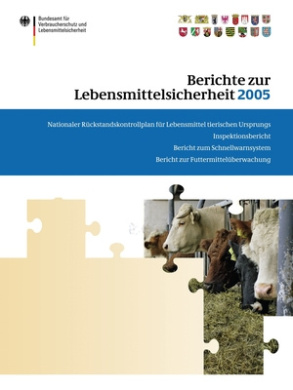 Bundesamt für
Verbraucherschutz und
Lebensmittelsicherheit
Berichte zur
Lebensmittelsicherheit 2005
Nationaler Rückstandskontrollplan für Lebensmittel tierischen Ursprungs
Inspektionsbericht
Bericht zum Schnellwarnsystem
Bericht zur Futtermittelüberwachung